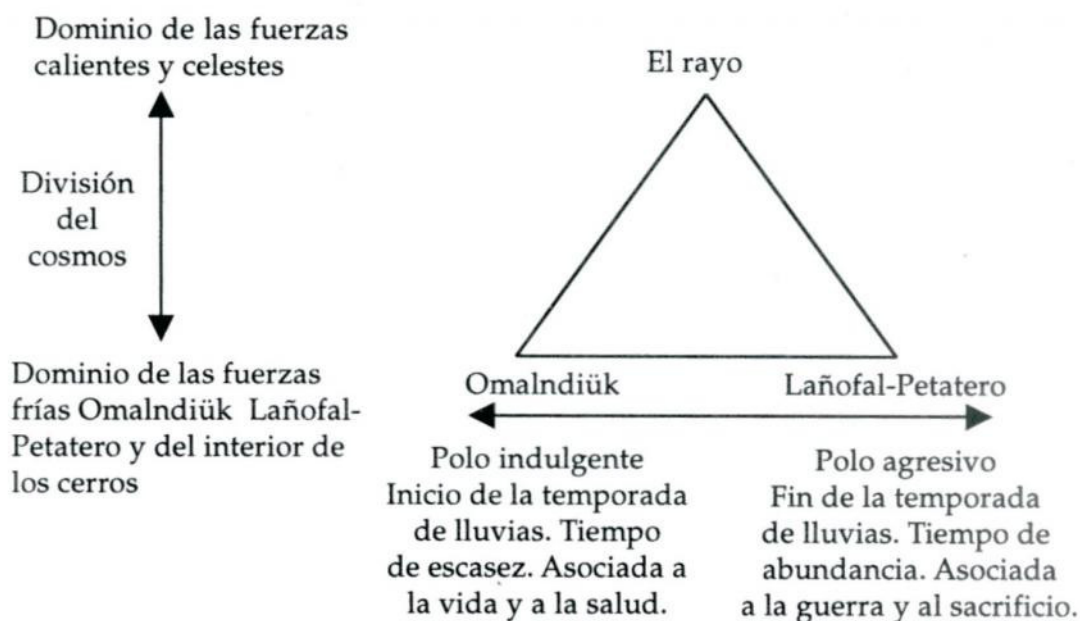 Dominio de las fuerzas
calientes y celestes
El rayo
División
del
cosmos
Dominio de las fuerzas
frías Omalndiük Lañofal-
Petatero y del interior de
los cerros
Omalndiük
Lañofal-Petatero
Polo indulgente
Inicio de la temporada
de lluvias. Tiempo
de escasez. Asociada a
la vida y a la salud.
Polo agresivo
Fin de la temporada
de lluvias. Tiempo de
abundancia. Asociada
a la guerra y al sacrificio.